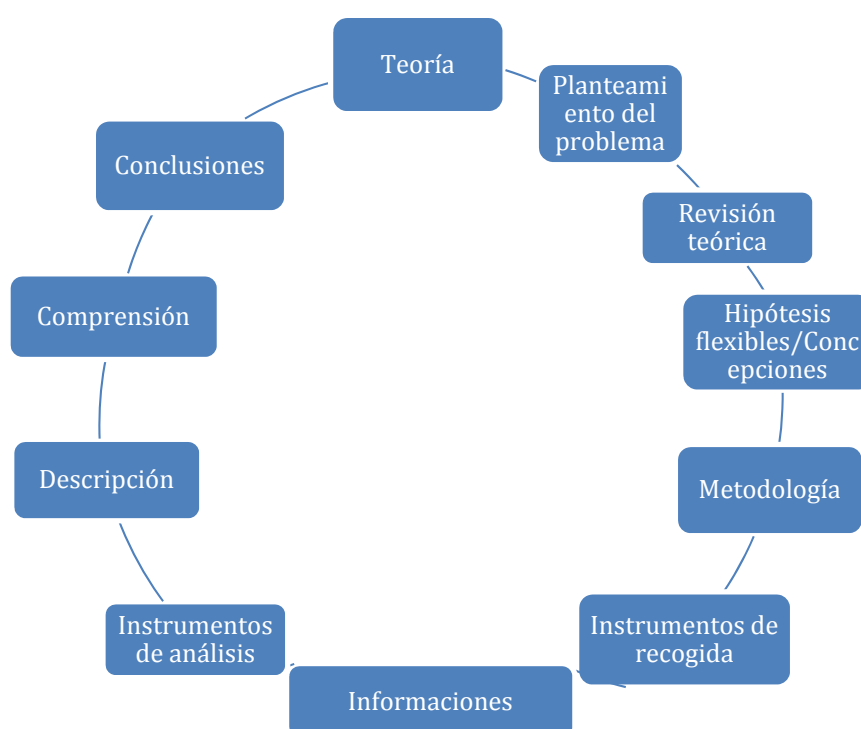 Teoría
Planteami
ento del
problema
Revisión
teórica
Hipótesis
flexibles/Conc
epciones
Metodología
Instrumentos de
recogida
Informaciones
Instrumentos
de análisis
Descripción
Comprensión
Conclusiones